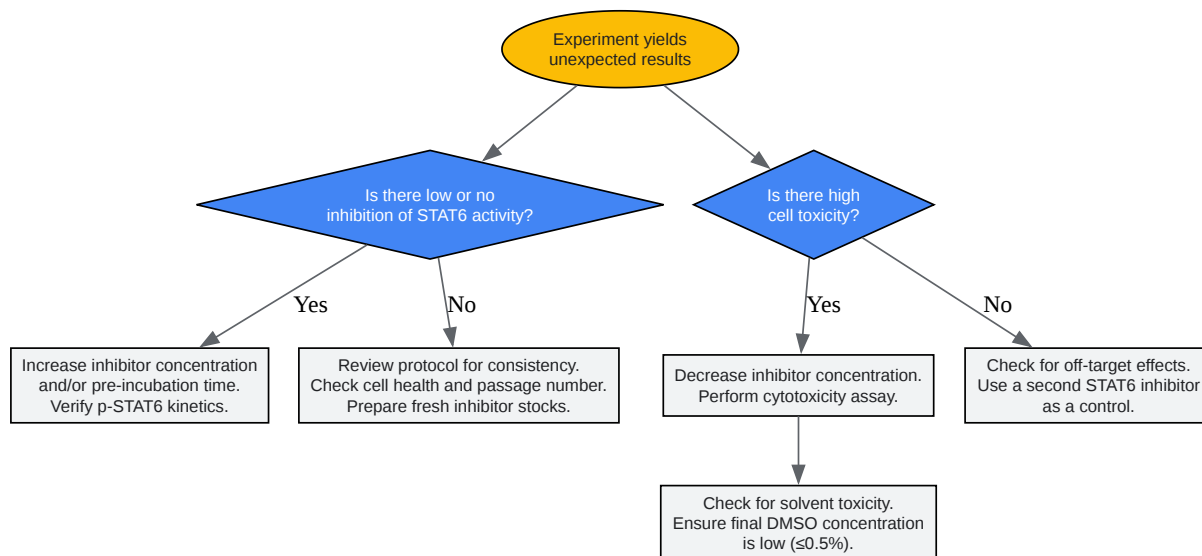 Experiment yields
unexpected results
Is there low or no
inhibition of STAT6 activity?
Is there high
cell toxicity?
Yes
No
Yes
No
Increase inhibitor concentration
and/or pre-incubation time.
Verify p-STAT6 kinetics.
Review protocol for consistency.
Check cell health and passage number.
Prepare fresh inhibitor stocks.
Decrease inhibitor concentration.
Perform cytotoxicity assay.
Check for off-target effects.
Use a second STAT6 inhibitor
as a control.
Check for solvent toxicity.
Ensure final DMSO concentration
is low (≤0.5%).